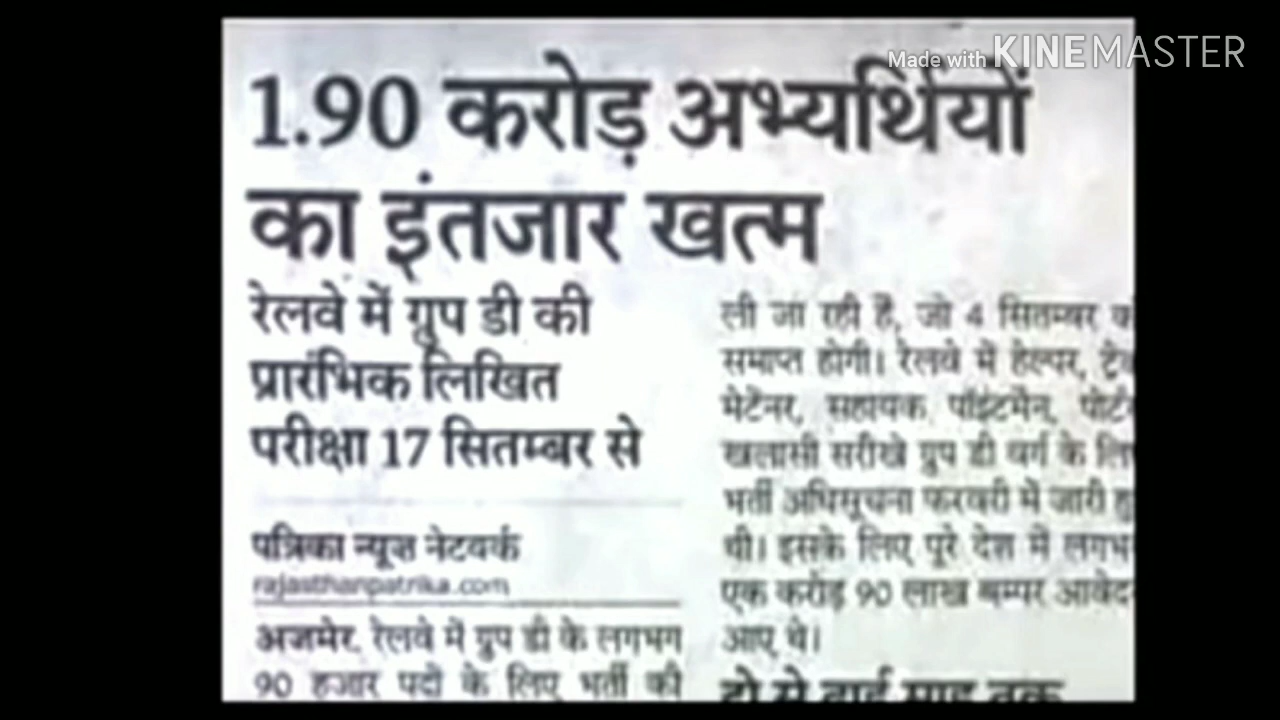 Made with KINEMASTER
1.90 करोड़ अभ्यर्थियों
का इंतजार खत्म
रेलवे में ग्रुप डी की
प्रारंभिक लिखित
परीक्षा 17 सितम्बर से
पत्रिका न्यूज नेटवर्क
rajasthanpatrika.com
अजमेर. रेलवे में ग्रुप डी के लगभग
90 हजार पदों के लिए भर्ती की
ली जा रही है, जो 4 सितम्बर
समाप्त होगी। रेलवे में हेल्पर,
मेटेंनर, सहायक पॉइंटमैन,
खलासी सरीखे ग्रुप डी वर्ग के
भर्ती अधिसूचना फरवरी में जारी
थी। इसके लिए पूरे देश में
एक करोड़ 90 लाख बम्पर
आए थे।
दो से ढाई माह तक